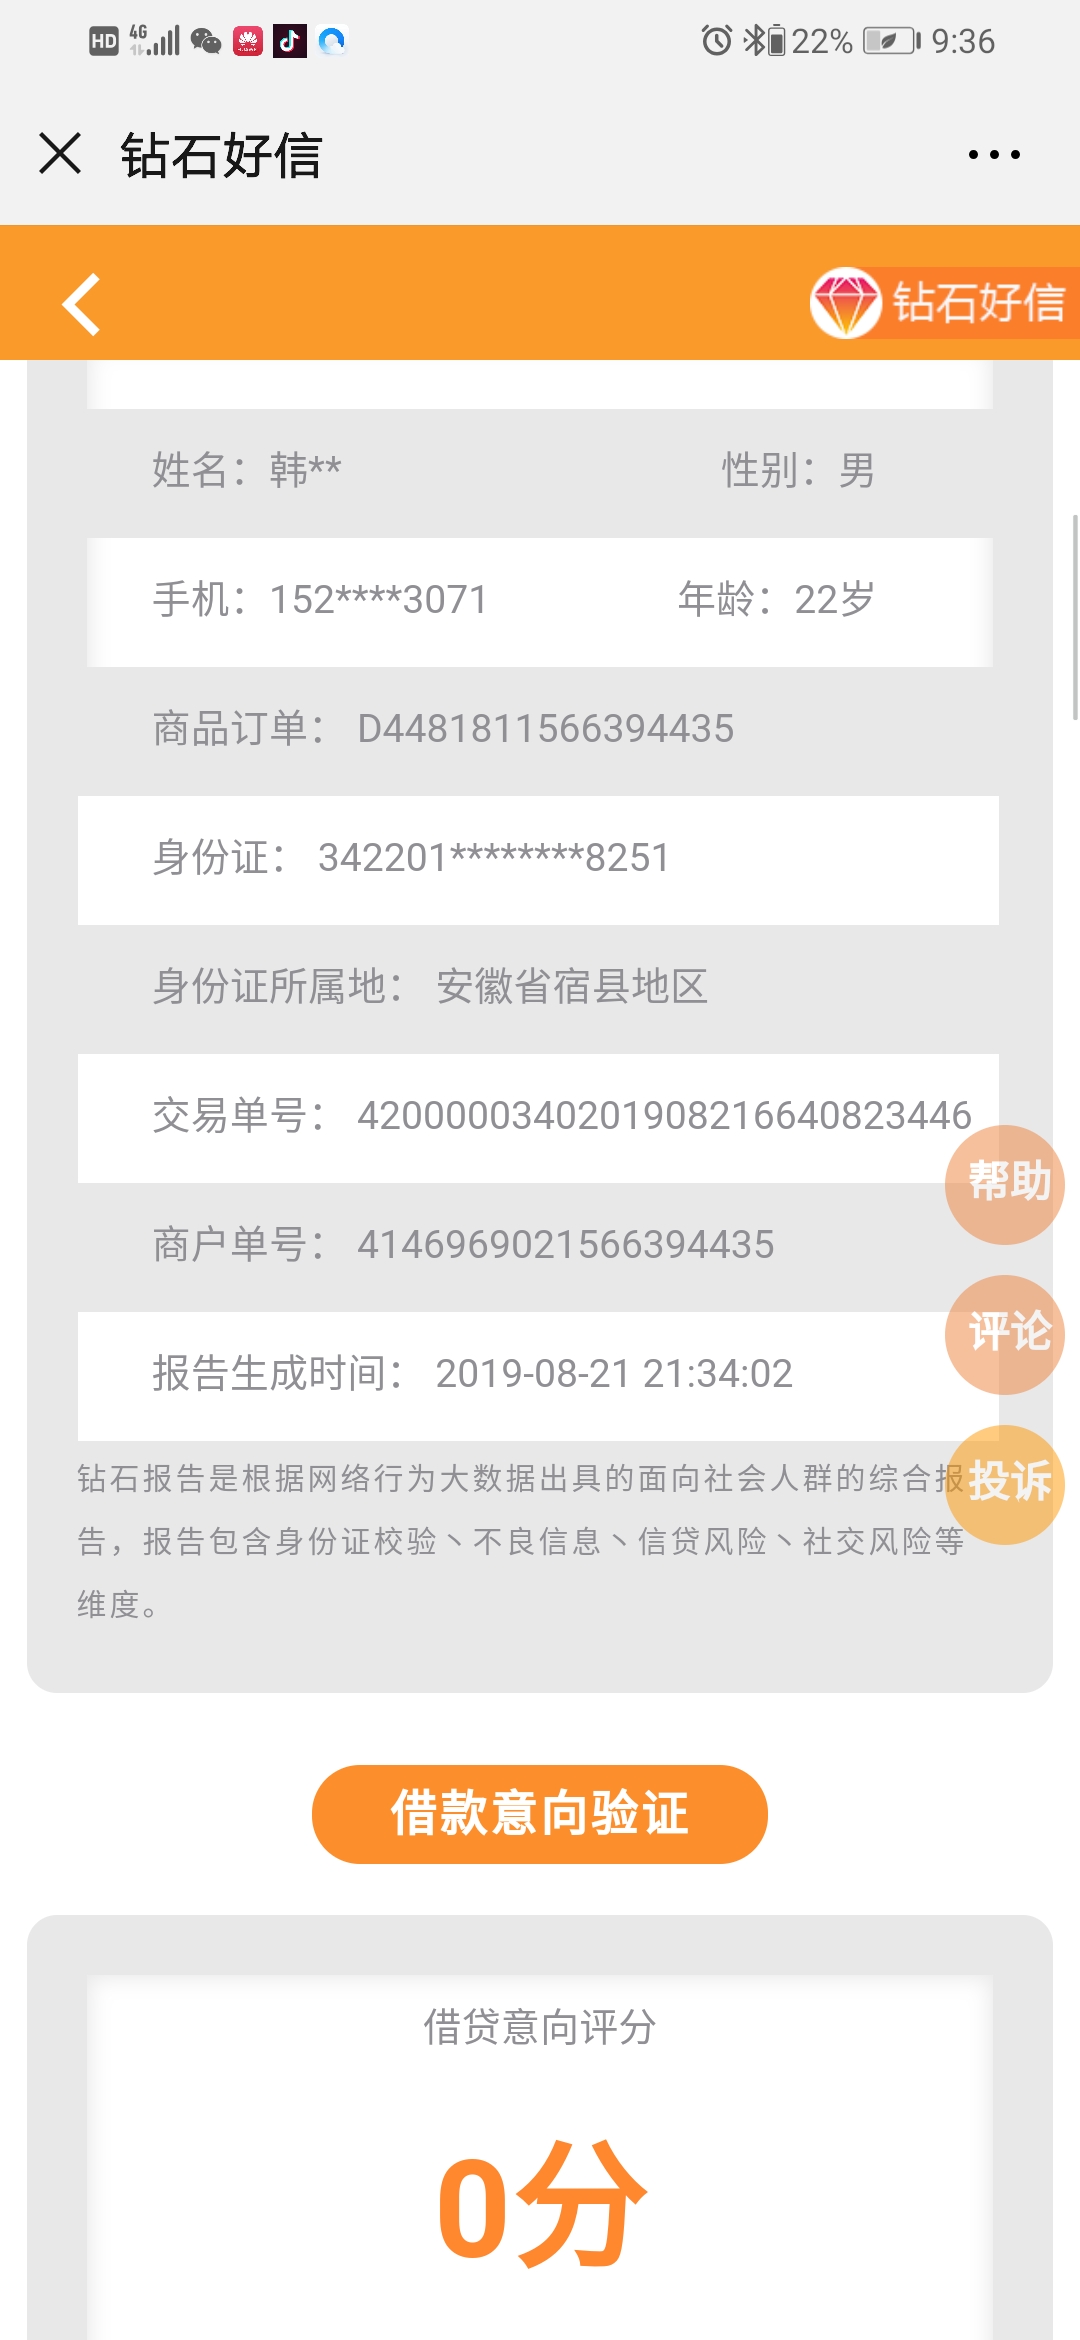 HD 4G 22% 9:36
钻石好信
钻石好信
姓名：韩** 性别：男
手机：152****3071 年龄：22岁
商品订单： D4481811566394435
身份证： 342201********8251
身份证所属地： 安徽省宿县地区
交易单号： 4200000340201908216640823446
帮助
商户单号： 4146969021566394435
评论
报告生成时间： 2019-08-21 21:34:02
钻石报告是根据网络行为大数据出具的面向社会人群的综合报
投诉
告，报告包含身份证校验丶不良信息丶信贷风险丶社交风险等
维度。
借款意向验证
借贷意向评分
0分